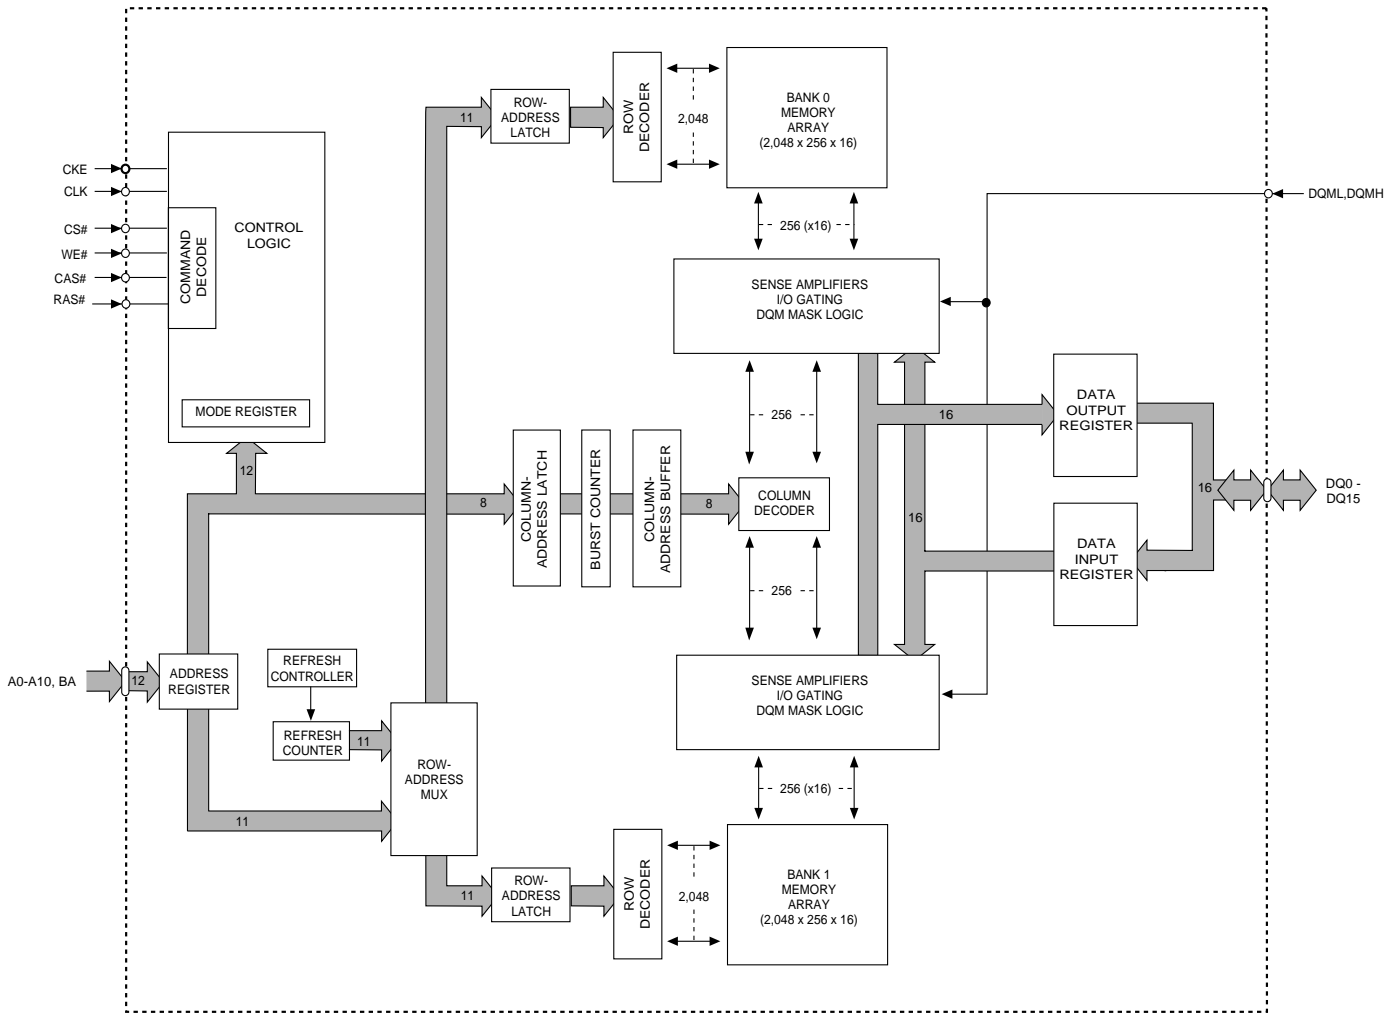 11
ROW-
ADDRESS
LATCH
ROW
DECODER
2,048
BANK 0
MEMORY
ARRAY
(2,048 x 256 x 16)
CKE
CLK
CS#
WE#
CAS#
RAS#
COMMAND
DECODE
CONTROL
LOGIC
MODE REGISTER
256 (x16)
DQML,DQMH
SENSE AMPLIFIERS
I/O GATING
DQM MASK LOGIC
256
16
DATA
OUTPUT
REGISTER
12
8
COLUMN-
ADDRESS LATCH
BURST COUNTER
COLUMN-
ADDRESS BUFFER
8
COLUMN
DECODER
16
16
DQ0 -
DQ15
256
DATA
INPUT
REGISTER
A0-A10, BA
12
ADDRESS
REGISTER
REFRESH
CONTROLLER
REFRESH
COUNTER
11
ROW-
ADDRESS
MUX
11
SENSE AMPLIFIERS
I/O GATING
DQM MASK LOGIC
256 (x16)
11
ROW-
ADDRESS
LATCH
ROW
DECODER
2,048
BANK 1
MEMORY
ARRAY
(2,048 x 256 x 16)